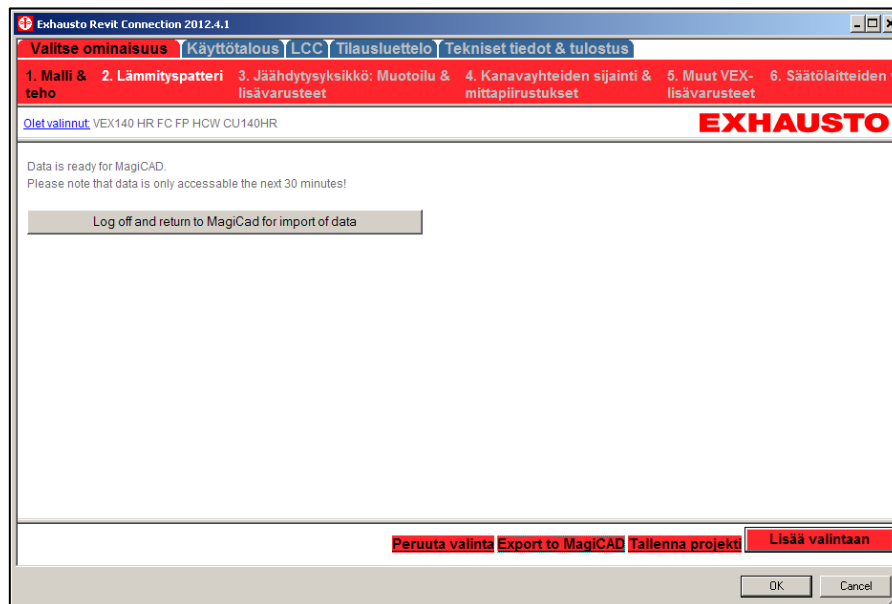 Exhausto Revit Connection 2012.4.1
Valitse ominaisuus Käyttötalous LCC Tilausluettelo Tekniset tiedot & tulostus
1. Malli & teho
2. Lämmityspatteri
3. Jäähdytysyksikkö: Muotoilu & lisävarusteet
4. Kanavayhteiden sijainti & mittapiirustukset
5. Muut VEX-lisävarusteet
6. Säätölaitteiden
Olet valinnut: VEX140 HR FC FP HCW CU140HR
EXHAUSTO
Data is ready for MagiCAD.
Please note that data is only accessable the next 30 minutes!
Log off and return to MagiCad for import of data
Peruuta valinta Export to MagiCAD Tallenna projekti Lisää valintaan
OK Cancel